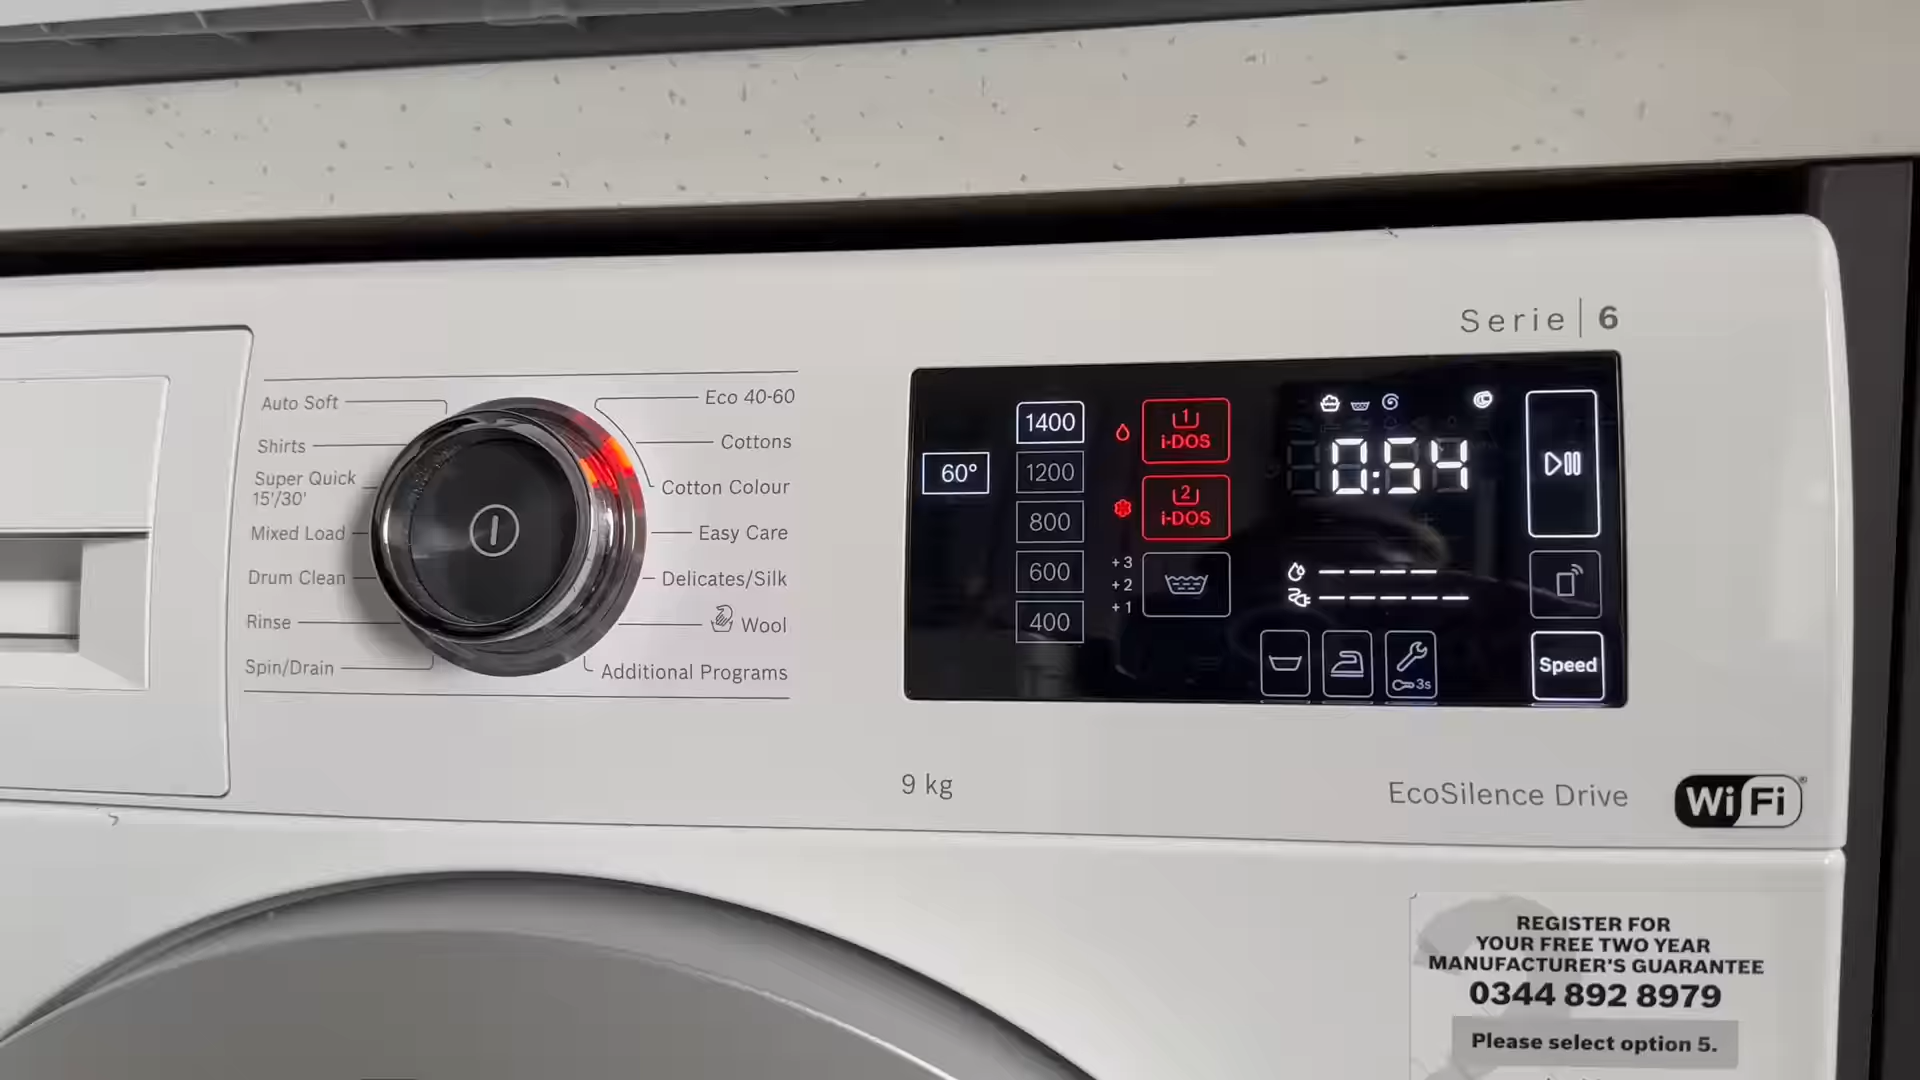 Serie | 6
Auto Soft
Shirts
Super Quick
15'/30'
Mixed Load
Drum Clean
Rinse
Spin/Drain
Eco 40-60
Cottons
Cotton Colour
Easy Care
Delicates/Silk
Wool
Additional Programs
60°
1400
1200
800
600
400
1
i-DOS
2
i-DOS
+3
+2
+1
0:54
3s
Speed
9 kg
EcoSilence Drive
WiFi®
REGISTER FOR
YOUR FREE TWO YEAR
MANUFACTURER'S GUARANTEE
0344 892 8979
Please select option 5.